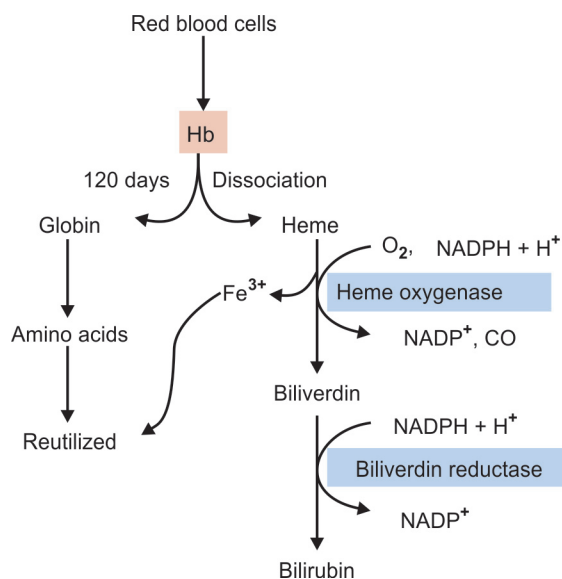 Red blood cells
Hb
120 days Dissociation
Globin Heme
O₂, NADPH + H⁺
Fe³⁺ Heme oxygenase
Amino acids NADP⁺, CO
Biliverdin
NADPH + H⁺
Reutilized
Biliverdin reductase
NADP⁺
Bilirubin